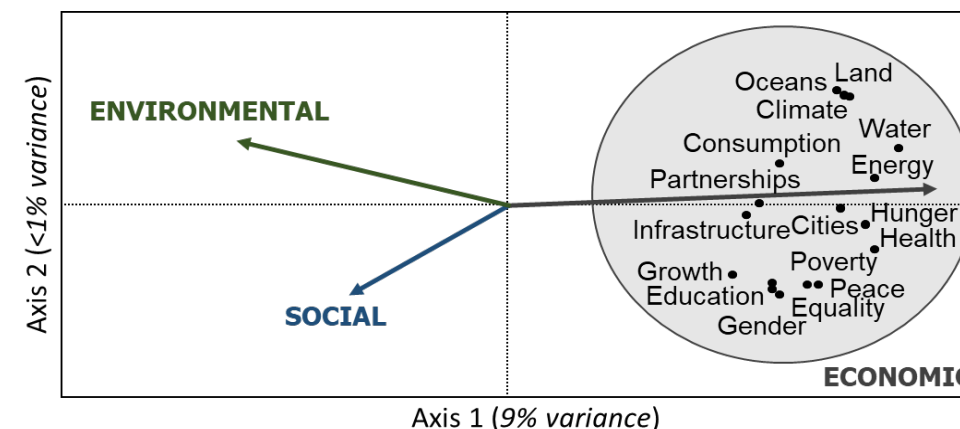 Oceans
Land
Climate
ENVIRONMENTAL
Water
Consumption
Energy
Partnerships
Hunger
Infrastructure
Cities
Health
Poverty
Growth
Education
Peace
Equality
SOCIAL
Gender
ECONOMIC
Axis 2 (<1% variance)
Axis 1 (9% variance)